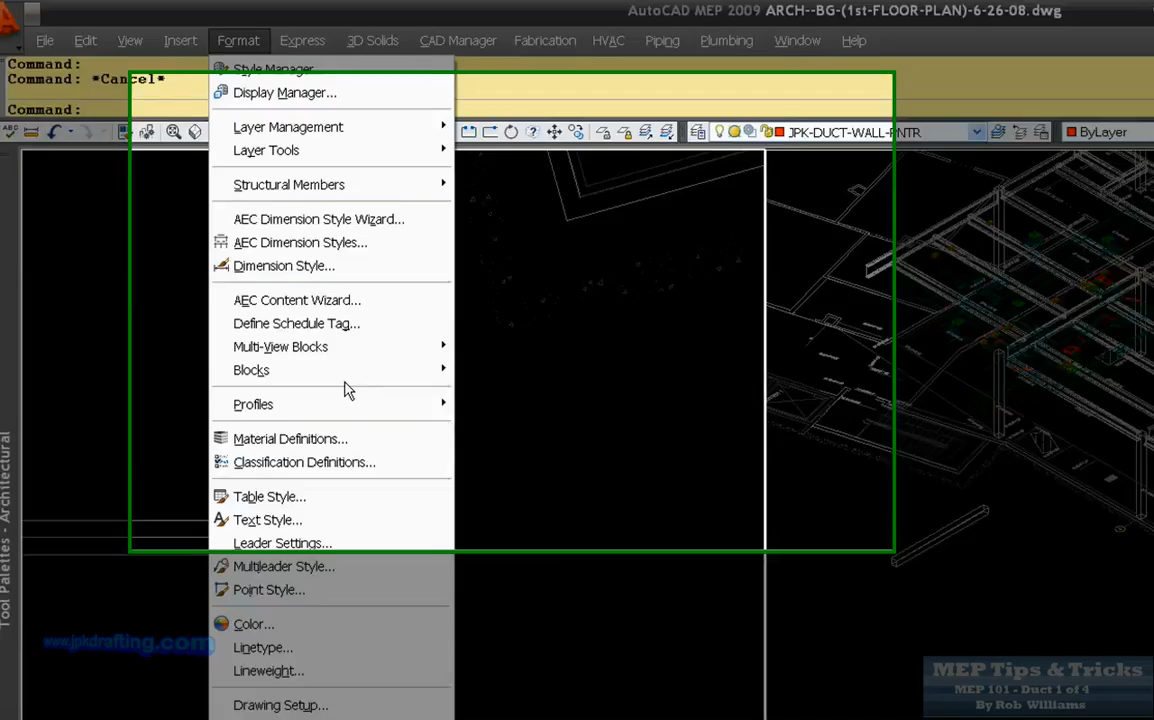 AutoCAD MEP 2009 ARCH--BG-(1st-FLOOR-PLAN)-6-26-08.dwg
File Edit View Insert Format Express 3D Solids CAD Manager Fabrication HVAC Piping Plumbing Window Help
Command:
Command: *Cancel*
Command:
JPK-DUCT-WALL-PNTR
ByLayer
Style Manager...
Display Manager...
Layer Management
Layer Tools
Structural Members
AEC Dimension Style Wizard...
AEC Dimension Styles...
Dimension Style...
AEC Content Wizard...
Define Schedule Tag...
Multi-View Blocks
Blocks
Profiles
Material Definitions...
Classification Definitions...
Table Style...
Text Style...
Leader Settings...
Multileader Style...
Point Style...
Color...
Linetype...
Lineweight...
Drawing Setup...
Tool Palettes - Architectural
www.jpkdrafting.com
MEP Tips & Tricks
MEP 101 - Duct 1 of 4
By Rob Williams